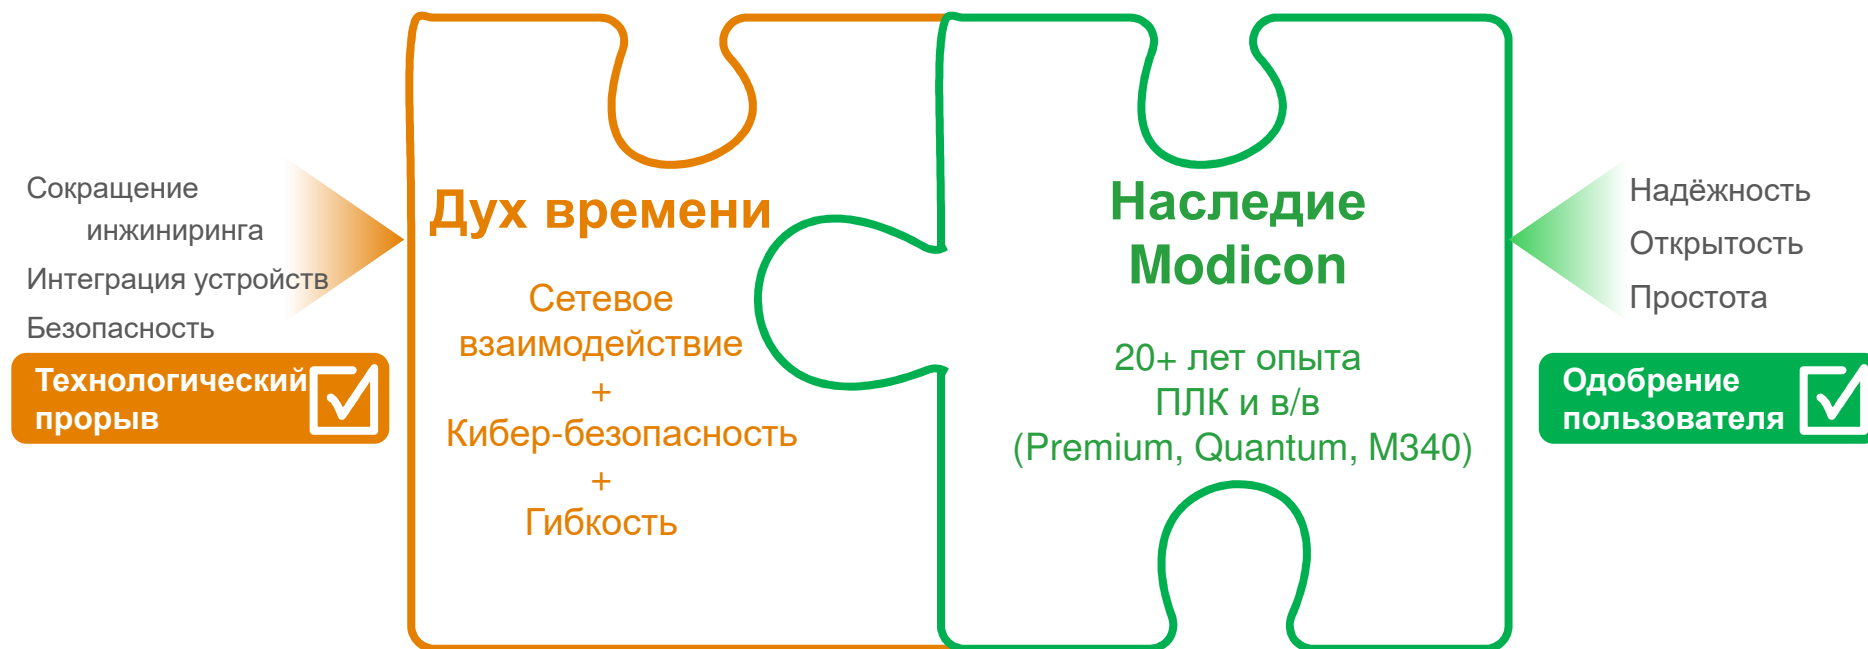 Сокращение
инжиниринга
Интеграция устройств
Безопасность
Технологический
прорыв
Дух времени
Сетевое
взаимодействие
+
Кибер-безопасность
+
Гибкость
Наследие
Modicon
20+ лет опыта
ПЛК и в/в
(Premium, Quantum, M340)
Надёжность
Открытость
Простота
Одобрение
пользователя